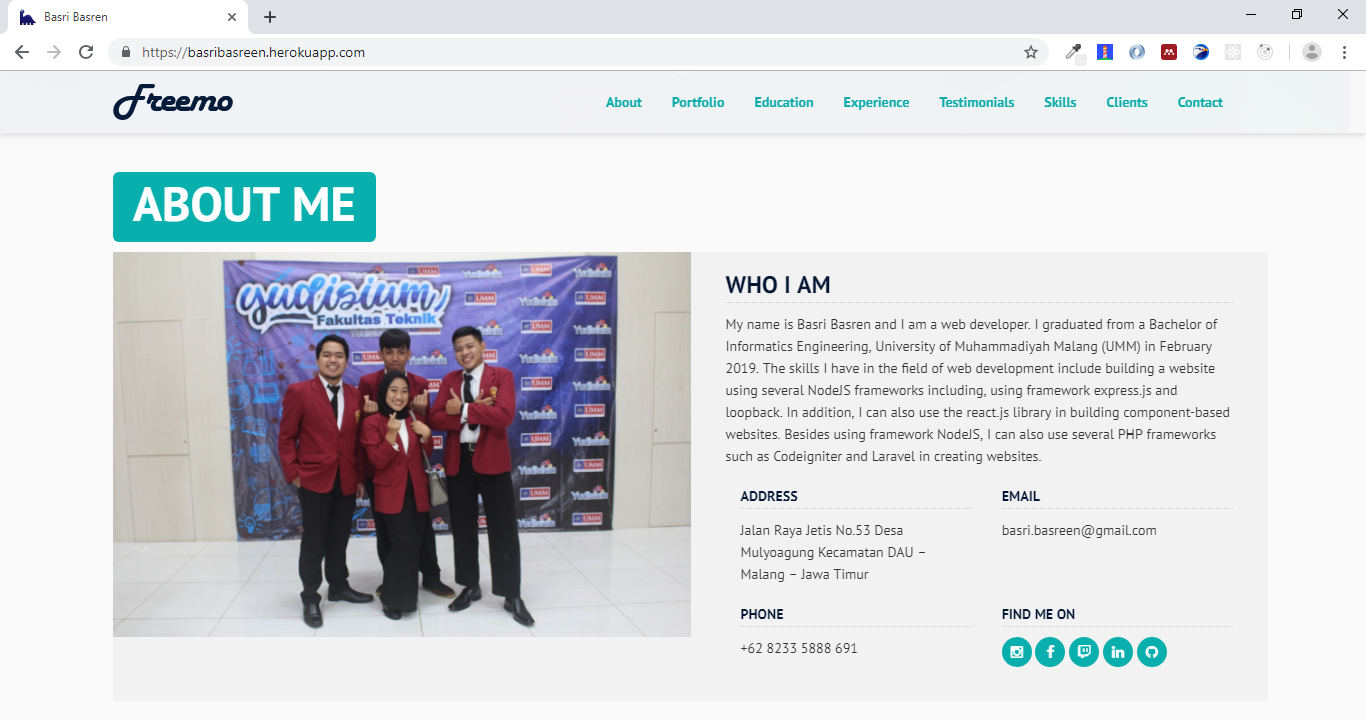 Basri Basren
https://basribasreen.herokuapp.com
Freemo
About Portfolio Education Experience Testimonials Skills Clients Contact
ABOUT ME
yudisium
Fakultas Teknik
UMM
WHO I AM
My name is Basri Basren and I am a web developer. I graduated from a Bachelor of
Informatics Engineering, University of Muhammadiyah Malang (UMM) in February
2019. The skills I have in the field of web development include building a website
using several NodeJS frameworks including, using framework express.js and
loopback. In addition, I can also use the react.js library in building component-based
websites. Besides using framework NodeJS, I can also use several PHP frameworks
such as Codeigniter and Laravel in creating websites.
ADDRESS
Jalan Raya Jetis No.53 Desa
Mulyoagung Kecamatan DAU –
Malang – Jawa Timur
EMAIL
basri.basreen@gmail.com
PHONE
+62 8233 5888 691
FIND ME ON